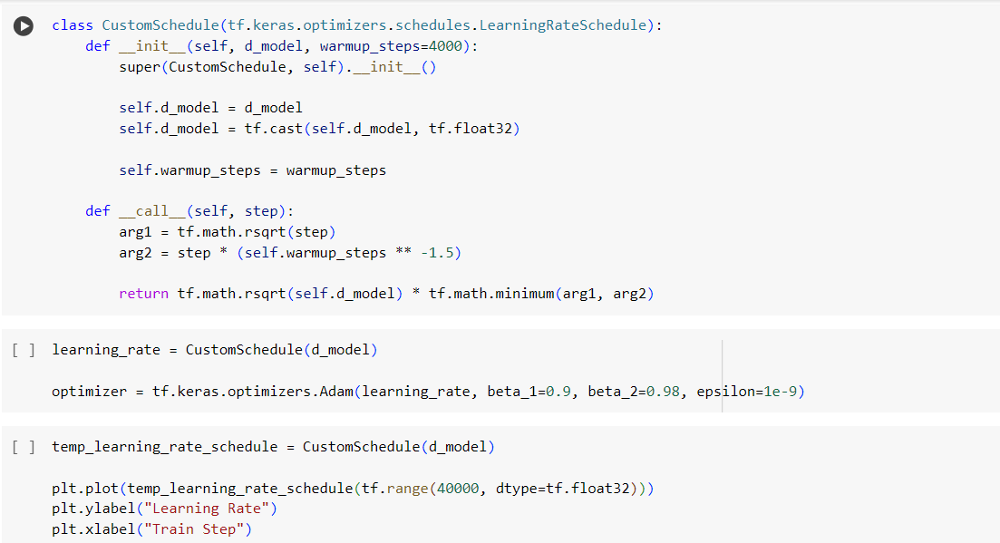 class CustomSchedule(tf.keras.optimizers.schedules.LearningRateSchedule):
    def __init__(self, d_model, warmup_steps=4000):
        super(CustomSchedule, self).__init__()
        self.d_model = d_model
        self.d_model = tf.cast(self.d_model, tf.float32)
        self.warmup_steps = warmup_steps
    def __call__(self, step):
        arg1 = tf.math.rsqrt(step)
        arg2 = step * (self.warmup_steps ** -1.5)
        return tf.math.rsqrt(self.d_model) * tf.math.minimum(arg1, arg2)
[ ] learning_rate = CustomSchedule(d_model)
optimizer = tf.keras.optimizers.Adam(learning_rate, beta_1=0.9, beta_2=0.98, epsilon=1e-9)
[ ] temp_learning_rate_schedule = CustomSchedule(d_model)
plt.plot(temp_learning_rate_schedule(tf.range(40000, dtype=tf.float32)))
plt.ylabel("Learning Rate")
plt.xlabel("Train Step")